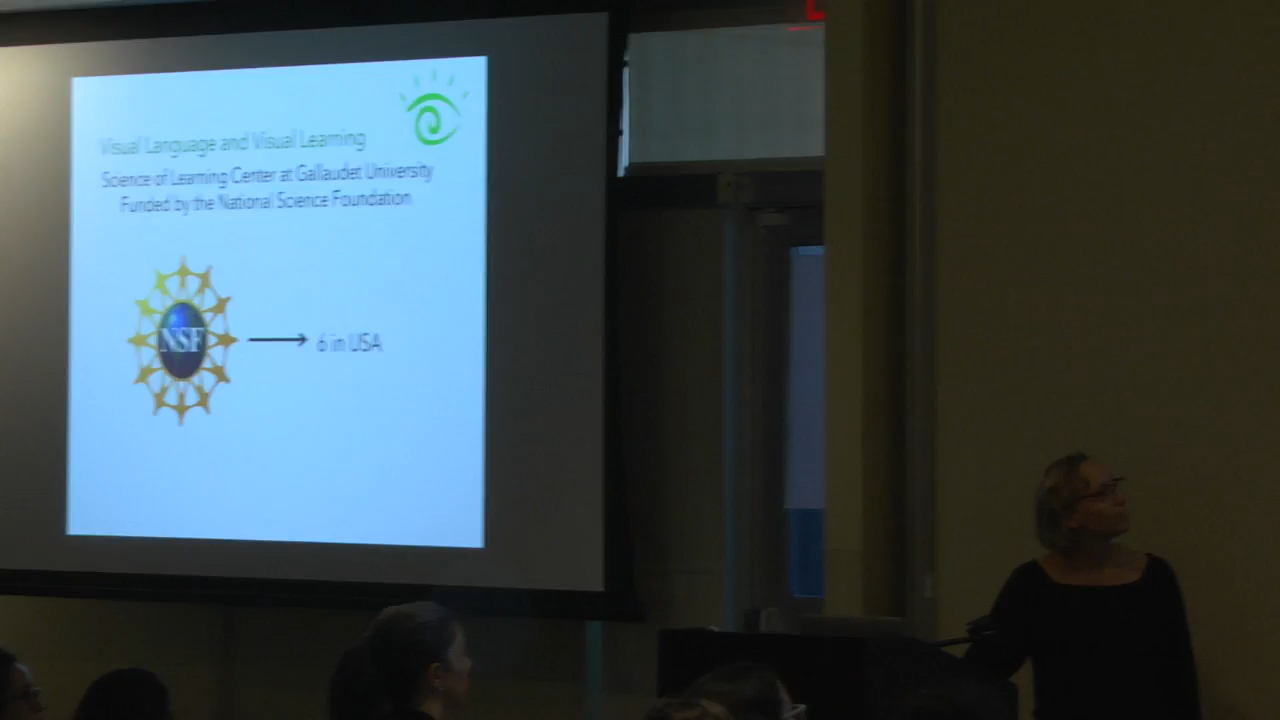 Visual Language and Visual Learning
Science of Learning Center at Gallaudet University
Funded by the National Science Foundation
NSF
6 in USA